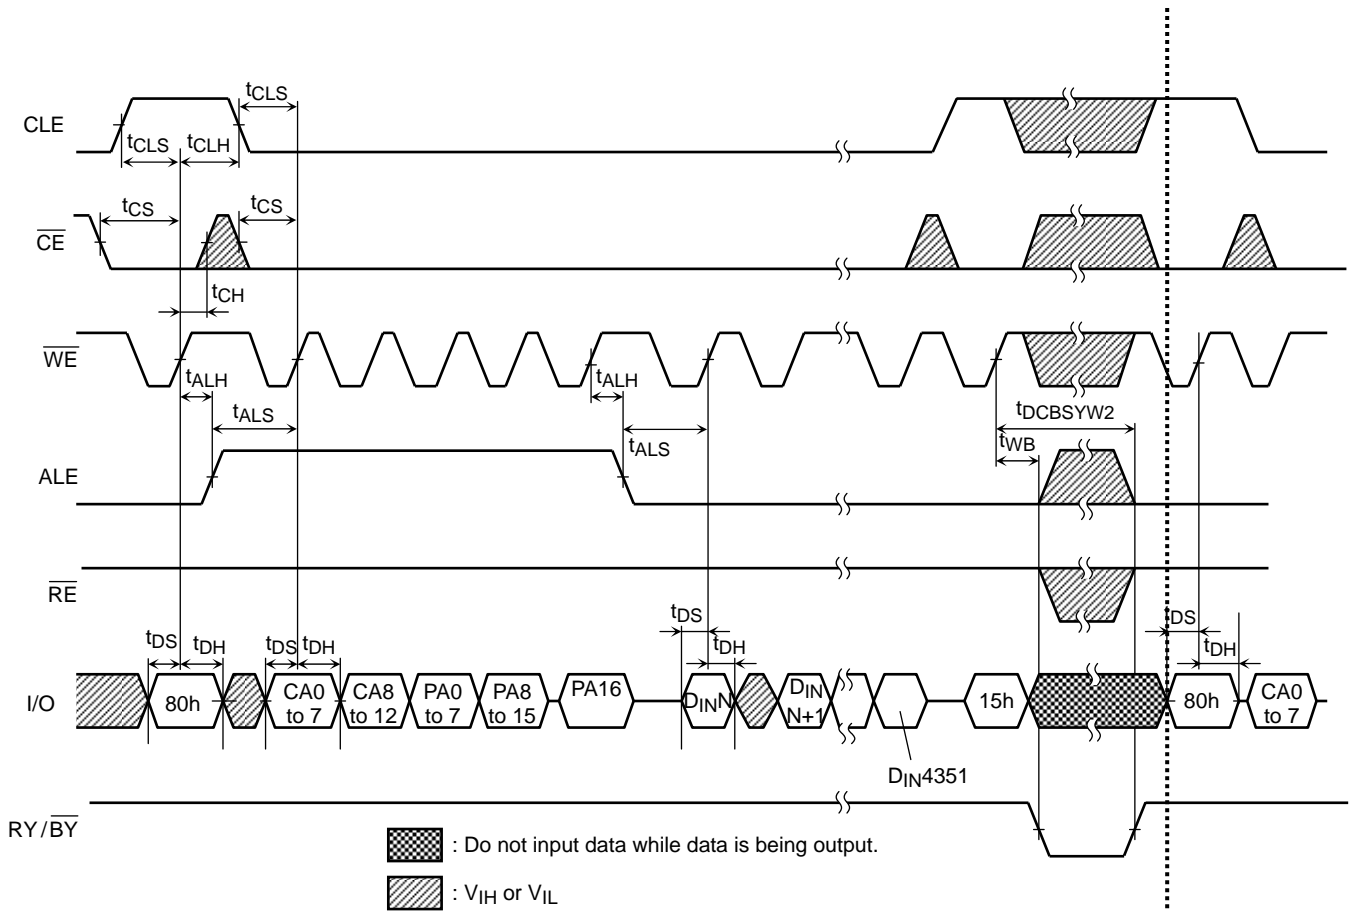 CLE
tCLS
tCLS
tCLH
CE
tCS
tCS
tCH
WE
tALH
tALS
tALH
tALS
tDCBSYW2
tWB
ALE
RE
tDS
tDH
tDS
tDH
tDS
tDH
tDS
tDH
I/O
80h
CA0
to 7
CA8
to 12
PA0
to 7
PA8
to 15
PA16
DINN
DIN
N+1
DIN4351
15h
80h
CA0
to 7
RY/BY
: Do not input data while data is being output.
: VIH or VIL